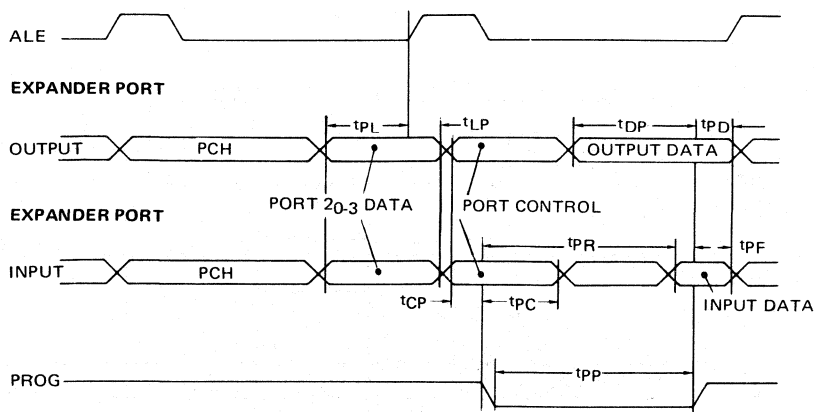 ALE
EXPANDER PORT
tPL
tLP
tDP
tPD
OUTPUT
PCH
OUTPUT DATA
PORT 20-3 DATA
PORT CONTROL
EXPANDER PORT
tPR
tPF
INPUT
PCH
tCP
tPC
INPUT DATA
PROG
tPP